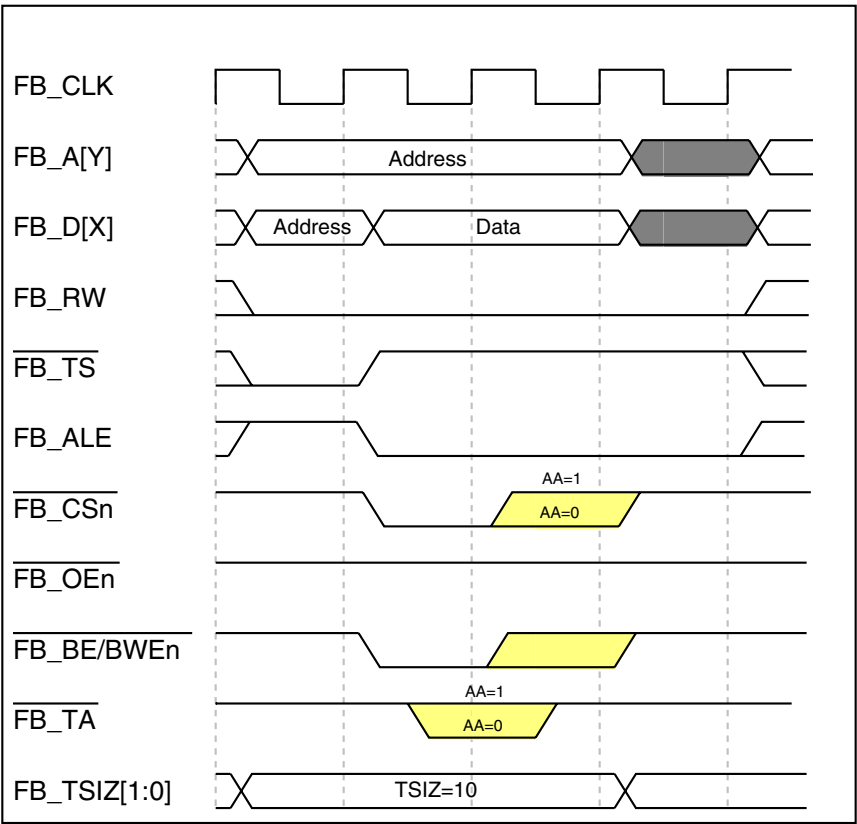 FB_CLK
FB_A[Y]
Address
FB_D[X]
Address
Data
FB_RW
FB_TS
FB_ALE
AA=1
FB_CSn
AA=0
FB_OEn
FB_BE/BWEn
AA=1
FB_TA
AA=0
FB_TSIZ[1:0]
TSIZ=10